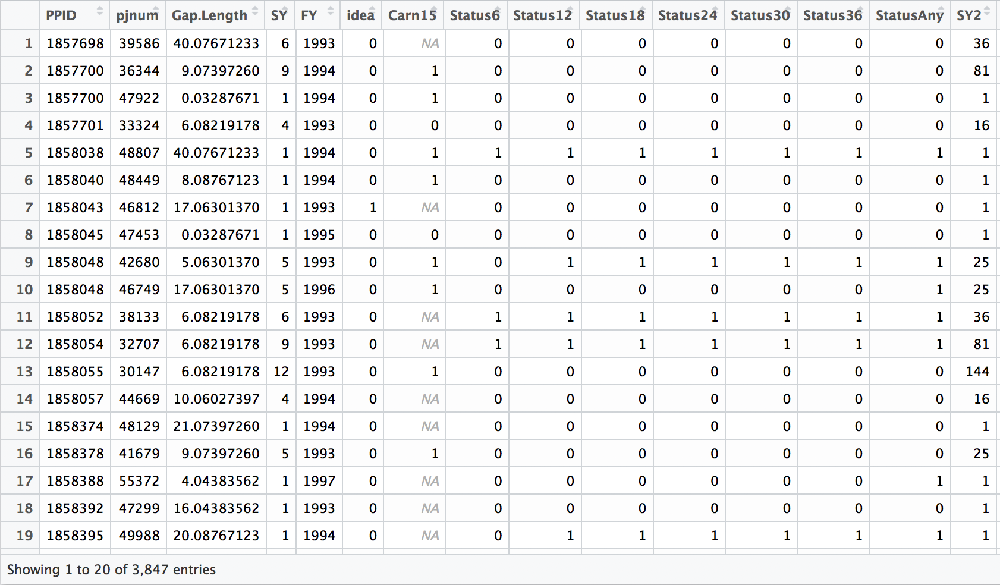 PPID pjnum Gap.Length SY FY idea Carn15 Status6 Status12 Status18 Status24 Status30 Status36 StatusAny SY2
1 1857698 39586 40.07671233 6 1993 0 NA 0 0 0 0 0 0 0 36
2 1857700 36344 9.07397260 9 1994 0 1 0 0 0 0 0 0 0 81
3 1857700 47922 0.03287671 1 1994 0 1 0 0 0 0 0 0 0 1
4 1857701 33324 6.08219178 4 1993 0 0 0 0 0 0 0 0 0 16
5 1858038 48807 40.07671233 1 1994 0 1 1 1 1 1 1 1 1 1
6 1858040 48449 8.08767123 1 1994 0 1 0 0 0 0 0 0 0 1
7 1858043 46812 17.06301370 1 1993 1 NA 0 0 0 0 0 0 0 1
8 1858045 47453 0.03287671 1 1995 0 0 0 0 0 0 0 0 0 1
9 1858048 42680 5.06301370 5 1993 0 1 0 1 1 1 1 1 1 25
10 1858048 46749 17.06301370 5 1996 0 1 0 0 0 0 0 0 1 25
11 1858052 38133 6.08219178 6 1993 0 NA 1 1 1 1 1 1 1 36
12 1858054 32707 6.08219178 9 1993 0 NA 1 1 1 1 1 1 1 81
13 1858055 30147 6.08219178 12 1993 0 1 0 0 0 0 0 0 0 144
14 1858057 44669 10.06027397 4 1994 0 NA 0 0 0 0 0 0 0 16
15 1858374 48129 21.07397260 1 1994 0 NA 0 0 0 0 0 0 0 1
16 1858378 41679 9.07397260 5 1993 0 1 0 0 0 0 0 0 0 25
17 1858388 55372 4.04383562 1 1997 0 NA 0 0 0 0 0 0 1 1
18 1858392 47299 16.04383562 1 1993 0 NA 0 0 0 0 0 0 0 1
19 1858395 49988 20.08767123 1 1994 0 NA 0 1 1 1 1 1 1 1
Showing 1 to 20 of 3,847 entries